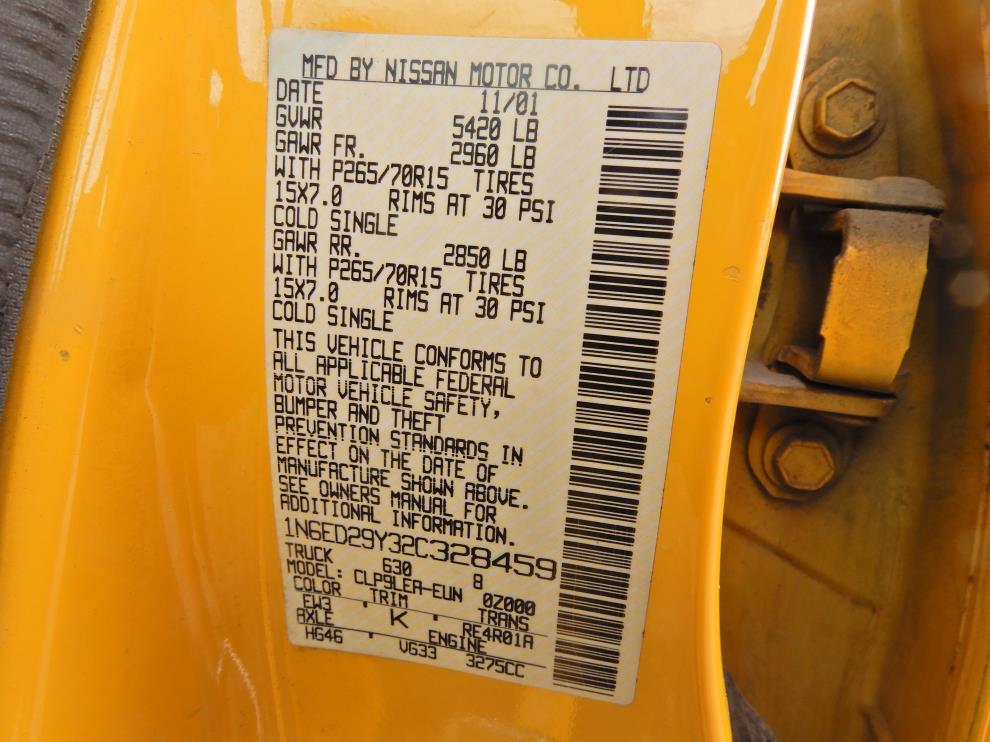 MFD BY NISSAN MOTOR CO. LTD
DATE 11/01
GVWR 5420 LB
GAWR FR. 2960 LB
WITH P265/70R15 TIRES
15X7.0 RIMS AT 30 PSI
COLD SINGLE
GAWR RR. 2850 LB
WITH P265/70R15 TIRES
15X7.0 RIMS AT 30 PSI
COLD SINGLE
THIS VEHICLE CONFORMS TO
ALL APPLICABLE FEDERAL
MOTOR VEHICLE SAFETY,
BUMPER AND THEFT
PREVENTION STANDARDS IN
EFFECT ON THE DATE OF
MANUFACTURE SHOWN ABOVE.
SEE OWNERS MANUAL FOR
ADDITIONAL INFORMATION.
1N6ED29Y32C328459
TRUCK 630 8
MODEL: CLP9LEA-EUN 0Z000
COLOR TRIM TRANS
EW3 · K · RE4R01A
AXLE ENGINE
HG46 · VG33 3275CC